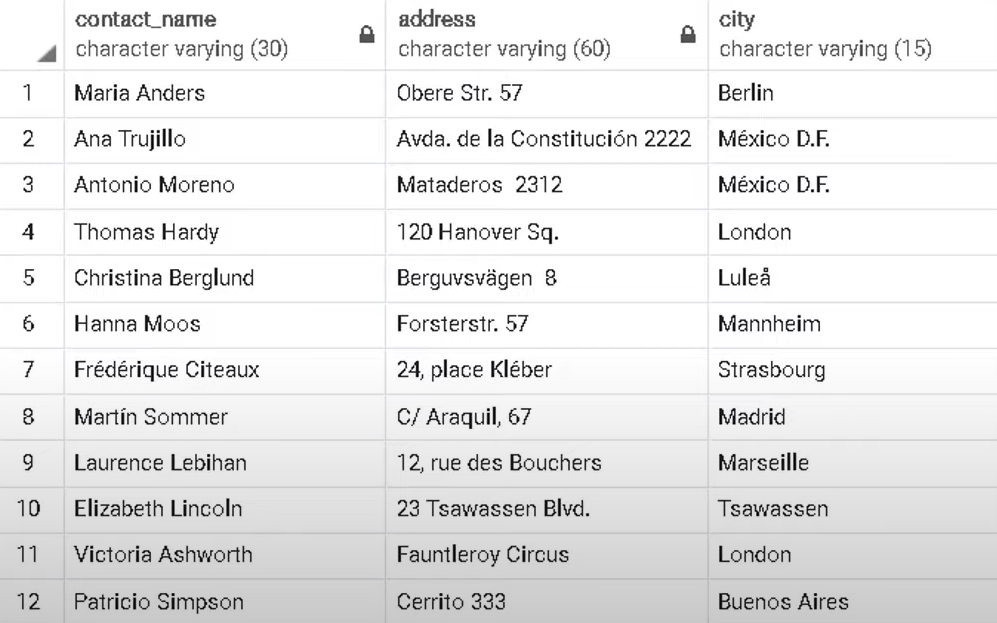 contact_name address city
character varying (30) character varying (60) character varying (15)
1 Maria Anders Obere Str. 57 Berlin
2 Ana Trujillo Avda. de la Constitución 2222 México D.F.
3 Antonio Moreno Mataderos  2312 México D.F.
4 Thomas Hardy 120 Hanover Sq. London
5 Christina Berglund Berguvsvägen  8 Luleå
6 Hanna Moos Forsterstr. 57 Mannheim
7 Frédérique Citeaux 24, place Kléber Strasbourg
8 Martín Sommer C/ Araquil, 67 Madrid
9 Laurence Lebihan 12, rue des Bouchers Marseille
10 Elizabeth Lincoln 23 Tsawassen Blvd. Tsawassen
11 Victoria Ashworth Fauntleroy Circus London
12 Patricio Simpson Cerrito 333 Buenos Aires